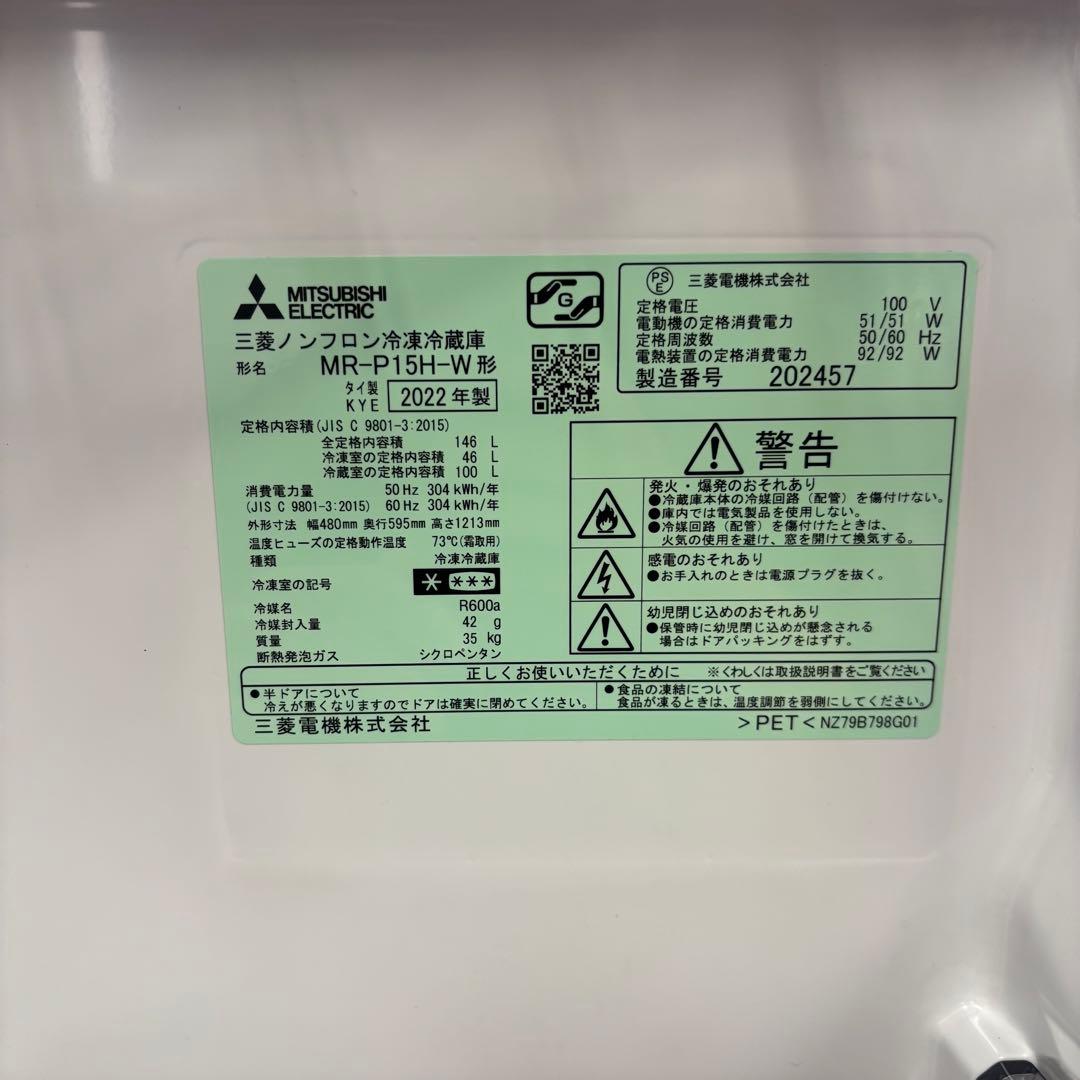 MITSUBISHI
ELECTRIC
三菱ノンフロン冷凍冷蔵庫
形名 MR-P15H-W形
タイ製
KYE 2022年製
G
PS
E
三菱電機株式会社
定格電圧 100 V
電動機の定格消費電力 51/51 W
定格周波数 50/60 Hz
電熱装置の定格消費電力 92/92 W
製造番号 202457
定格内容積(JIS C 9801-3:2015)
全定格内容積 146 L
冷凍室の定格内容積 46 L
冷蔵室の定格内容積 100 L
消費電力量 50Hz 304kWh/年
(JIS C 9801-3:2015) 60Hz 304kWh/年
外形寸法 幅480mm 奥行595mm 高さ1213mm
温度ヒューズの定格動作温度 73℃(霜取用)
種類 冷凍冷蔵庫
冷凍室の記号 * ***
冷媒名 R600a
冷媒封入量 42 g
質量 35 kg
断熱発泡ガス シクロペンタン
警告
発火・爆発のおそれあり
●冷蔵庫本体の冷媒回路(配管)を傷付けない。
●庫内では電気製品を使用しない。
●冷媒回路(配管)を傷付けたときは、
火気の使用を避け、窓を開けて換気する。
感電のおそれあり
●お手入れのときは電源プラグを抜く。
幼児閉じ込めのおそれあり
●保管時に幼児閉じ込めが懸念される
場合はドアパッキングをはずす。
正しくお使いいただくために ※くわしくは取扱説明書をご覧ください
●半ドアについて
冷えが悪くなりますのでドアは確実に閉めてください。
●食品の凍結について
食品が凍るときは、温度調節を弱側にしてください。
三菱電機株式会社
>PET< NZ79B798G01